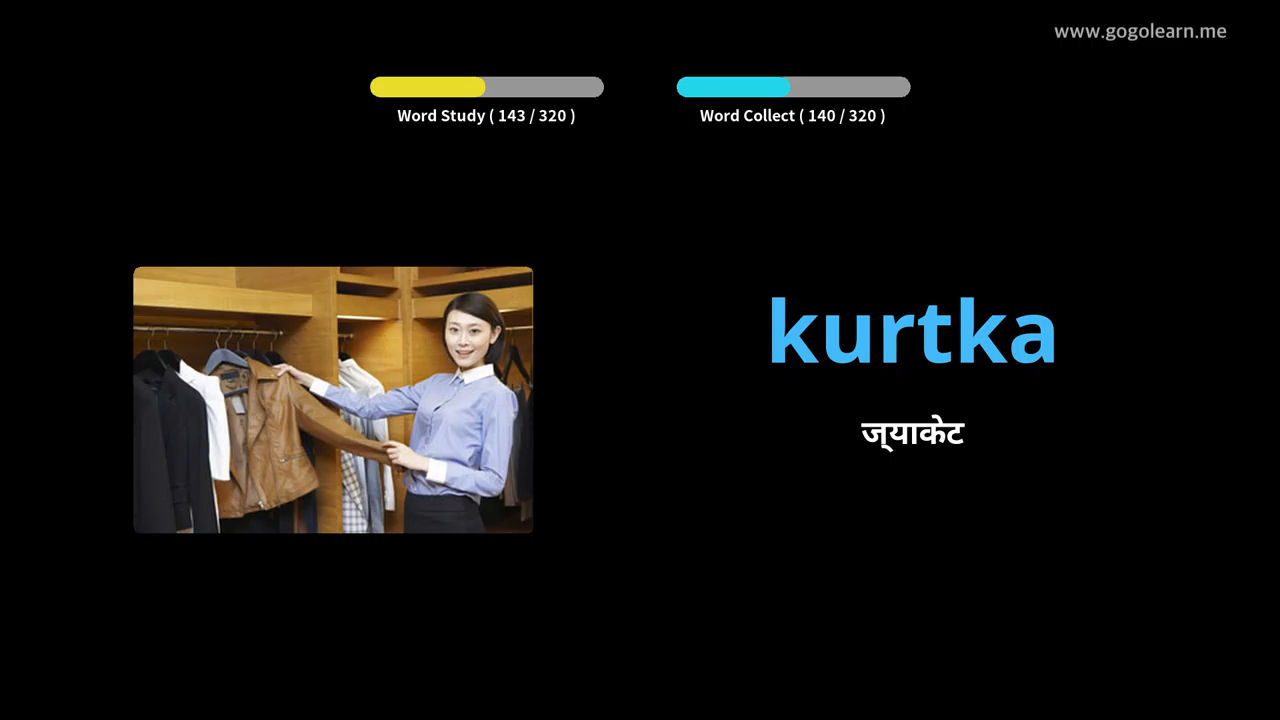 www.gogolearn.me
Word Study ( 143 / 320 )
Word Collect ( 140 / 320 )
kurtka
ज्याकेट